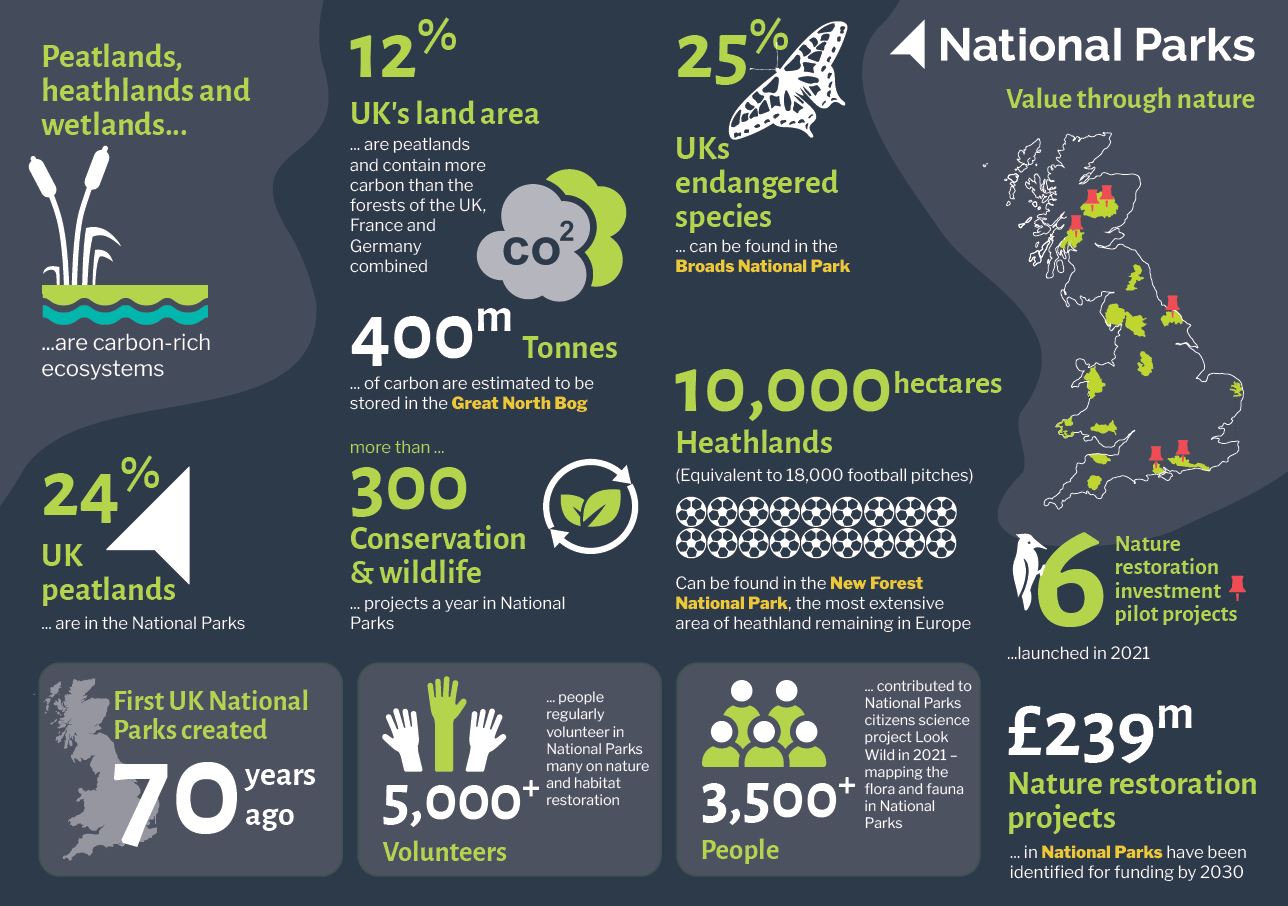 Peatlands,
heathlands and
wetlands...
...are carbon-rich
ecosystems
24%
UK
peatlands
... are in the National Parks
12%
UK's land area
... are peatlands
and contain more
carbon than the
forests of the UK,
France and
Germany
combined
CO2
400m Tonnes
... of carbon are estimated to be
stored in the Great North Bog
more than ...
300
Conservation
& wildlife
... projects a year in National
Parks
25%
UKs
endangered
species
... can be found in the
Broads National Park
10,000 hectares
Heathlands
(Equivalent to 18,000 football pitches)
Can be found in the New Forest
National Park, the most extensive
area of heathland remaining in Europe
National Parks
Value through nature
6
Nature
restoration
investment
pilot projects
...launched in 2021
£239m
Nature restoration
projects
... in National Parks have been
identified for funding by 2030
First UK National
Parks created
70 years
ago
5,000+
Volunteers
... people
regularly
volunteer in
National Parks
many on nature
and habitat
restoration
3,500+
People
... contributed to
National Parks
citizens science
project Look
Wild in 2021 –
mapping the
flora and fauna
in National
Parks